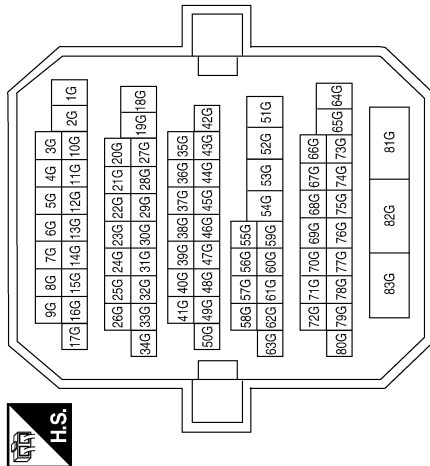 H.S.
9G 8G 7G 6G 5G 4G 3G
17G 16G 15G 14G 13G 12G 11G 10G 2G 1G
26G 25G 24G 23G 22G 21G 20G
34G 33G 32G 31G 30G 29G 28G 27G 19G 18G
41G 40G 39G 38G 37G 36G 35G
50G 49G 48G 47G 46G 45G 44G 43G 42G
58G 57G 56G 55G
63G 62G 61G 60G 59G 54G 53G 52G 51G
72G 71G 70G 69G 68G 67G 66G
80G 79G 78G 77G 76G 75G 74G 73G 65G 64G
83G 82G 81G